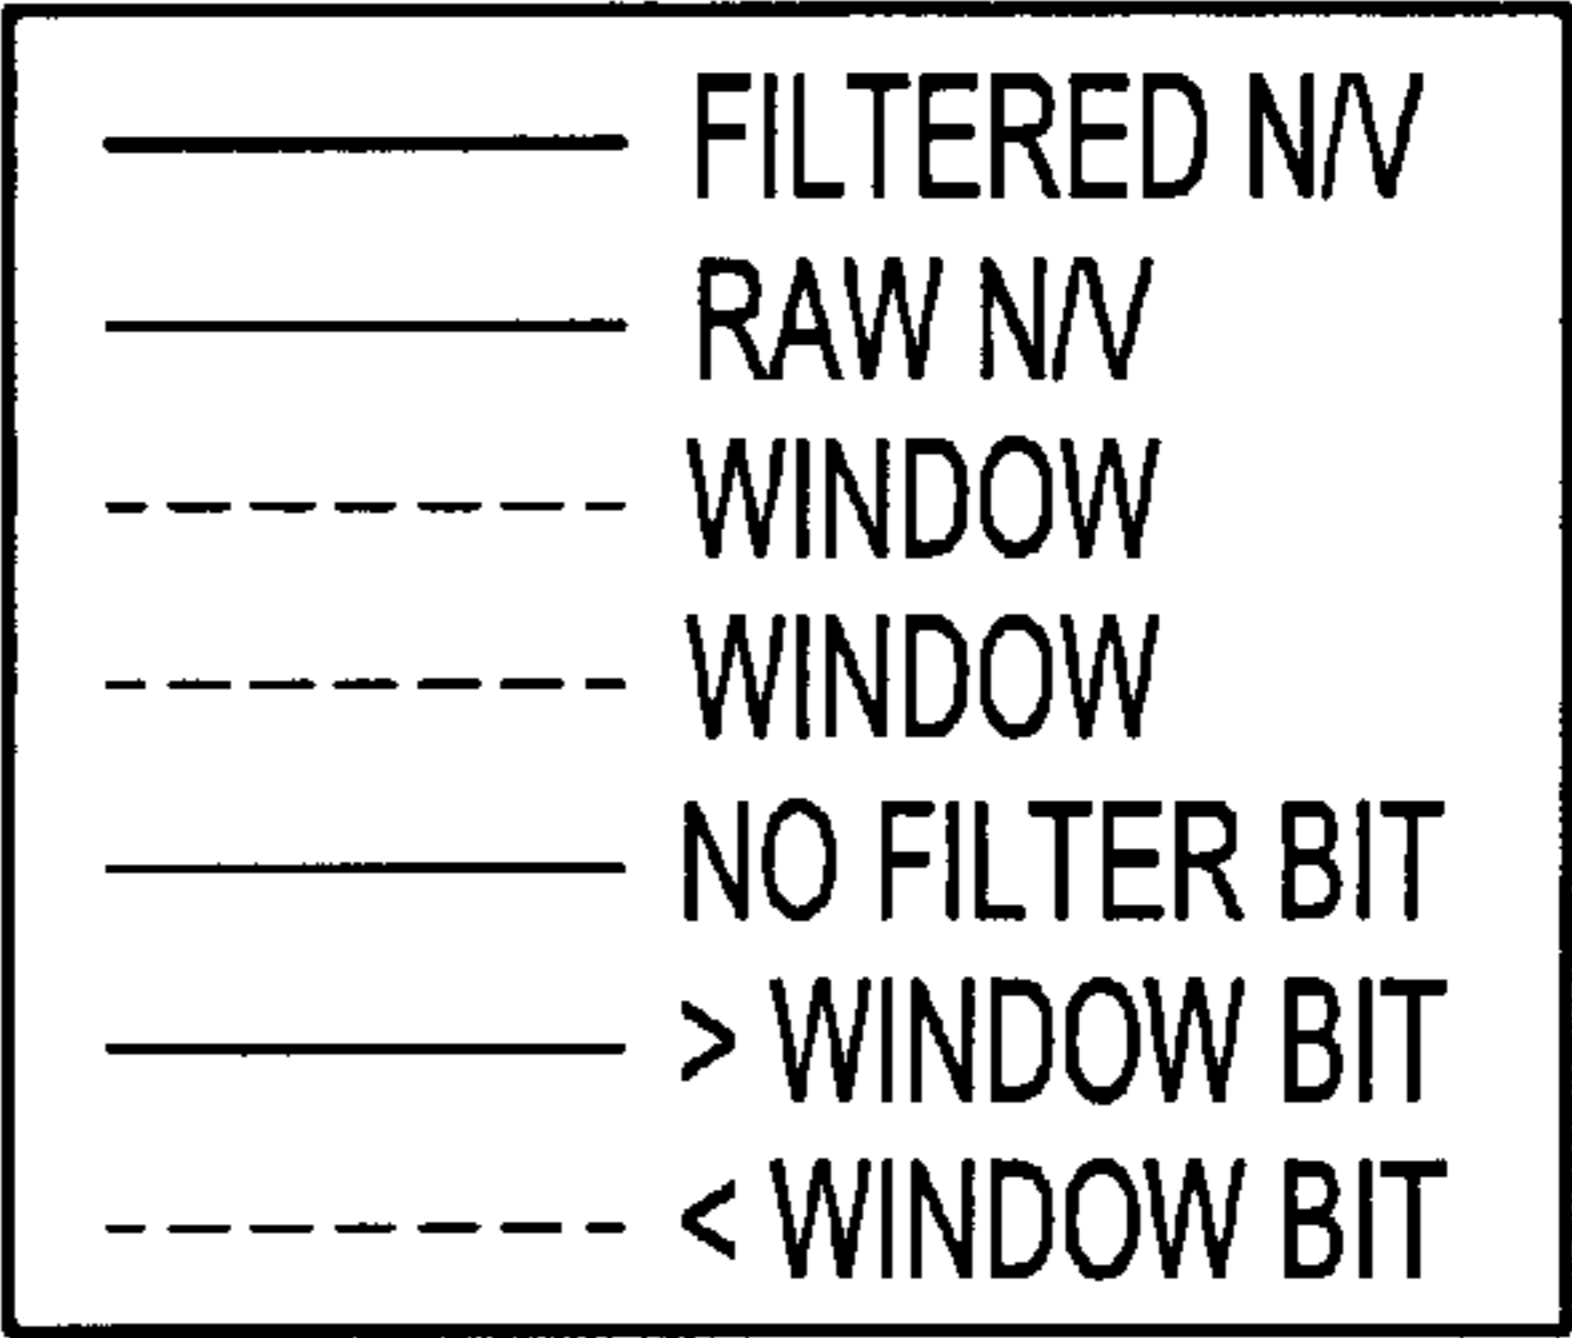 FILTERED N/V
RAW N/V
WINDOW
WINDOW
NO FILTER BIT
> WINDOW BIT
< WINDOW BIT